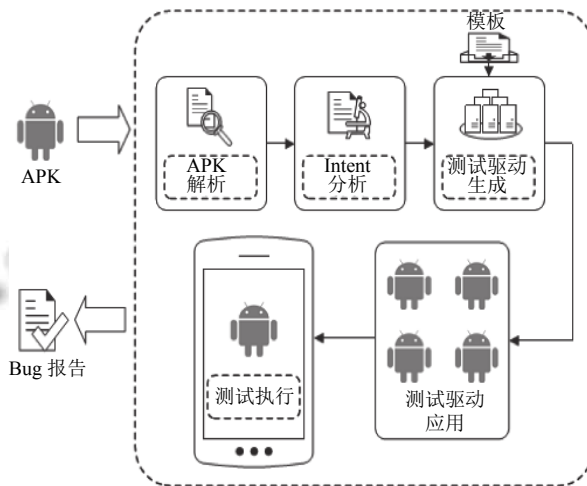 模板
APK
APK
解析
Intent
分析
测试驱动
生成
Bug 报告
测试执行
测试驱动
应用